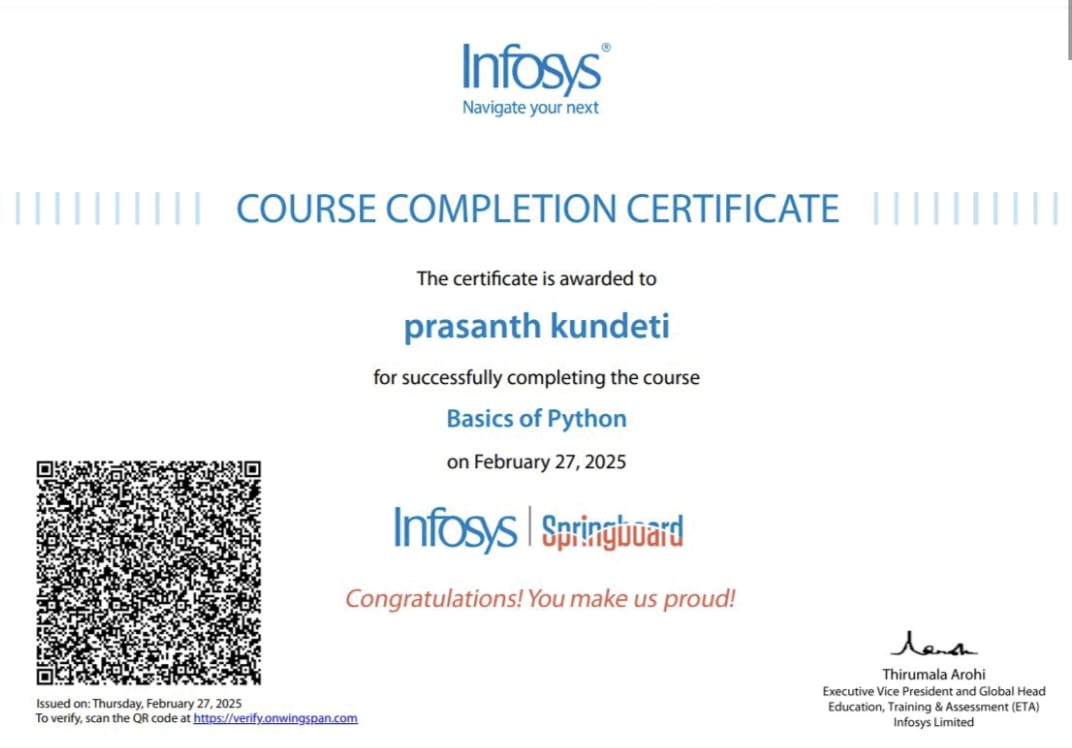 Infosys®
Navigate your next
COURSE COMPLETION CERTIFICATE
The certificate is awarded to
prasanth kundeti
for successfully completing the course
Basics of Python
on February 27, 2025
Infosys | Springboard
Congratulations! You make us proud!
Issued on: Thursday, February 27, 2025
To verify, scan the QR code at https://verify.onwingspan.com
Thirumala Arohi
Executive Vice President and Global Head
Education, Training & Assessment (ETA)
Infosys Limited